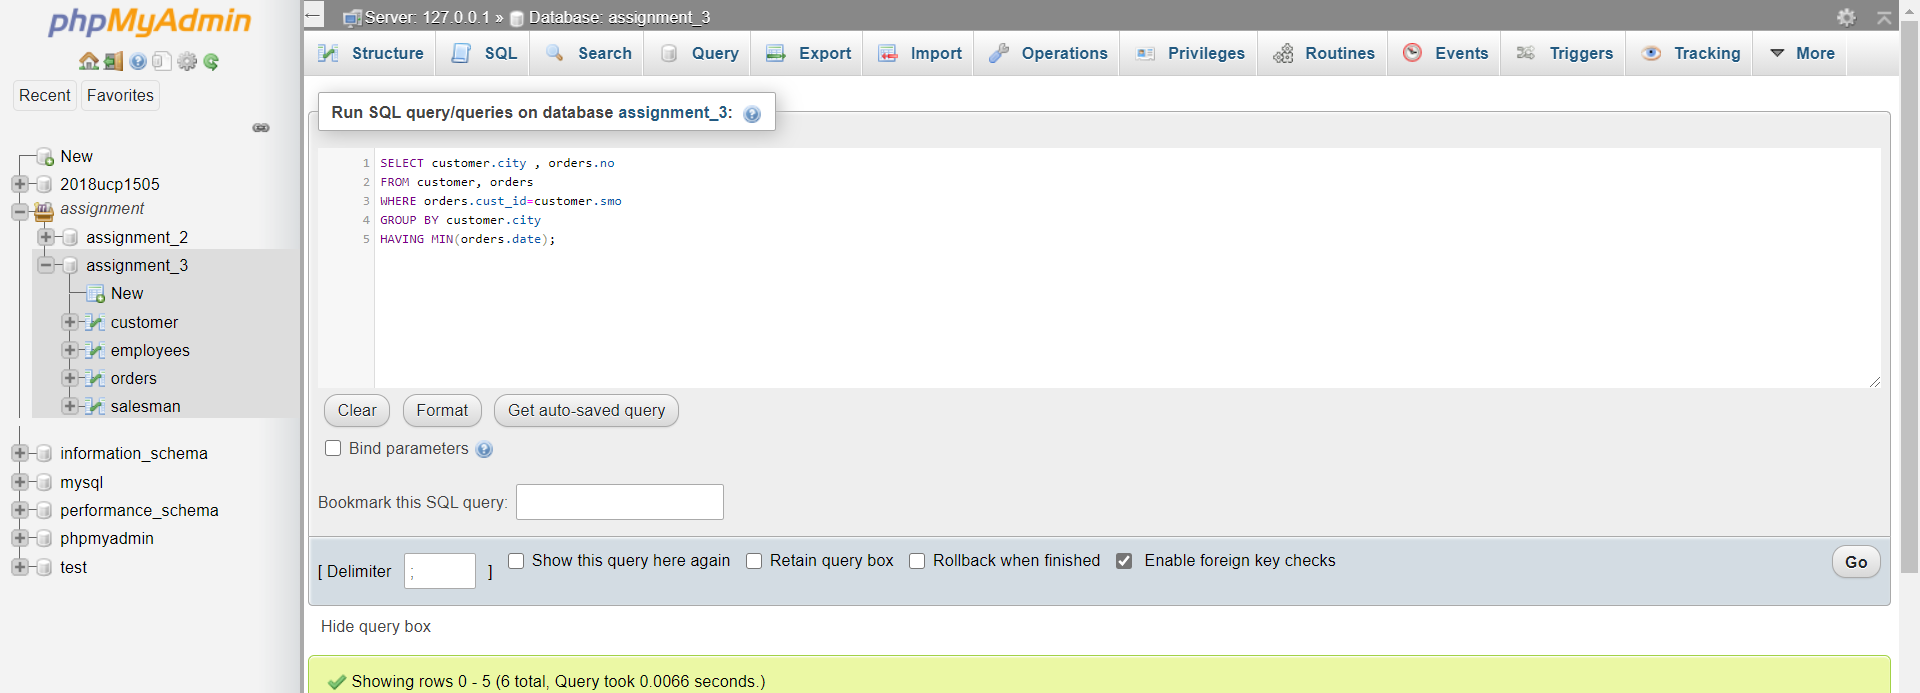 phpMyAdmin
Recent Favorites
New
2018ucp1505
assignment
assignment_2
assignment_3
New
customer
employees
orders
salesman
information_schema
mysql
performance_schema
phpmyadmin
test
Server: 127.0.0.1 » Database: assignment_3
Structure SQL Search Query Export Import Operations Privileges Routines Events Triggers Tracking More
Run SQL query/queries on database assignment_3:
1 SELECT customer.city , orders.no
2 FROM customer, orders
3 WHERE orders.cust_id=customer.smo
4 GROUP BY customer.city
5 HAVING MIN(orders.date);
Clear Format Get auto-saved query
Bind parameters
Bookmark this SQL query:
[ Delimiter ; ] Show this query here again Retain query box Rollback when finished Enable foreign key checks Go
Hide query box
Showing rows 0 - 5 (6 total, Query took 0.0066 seconds.)